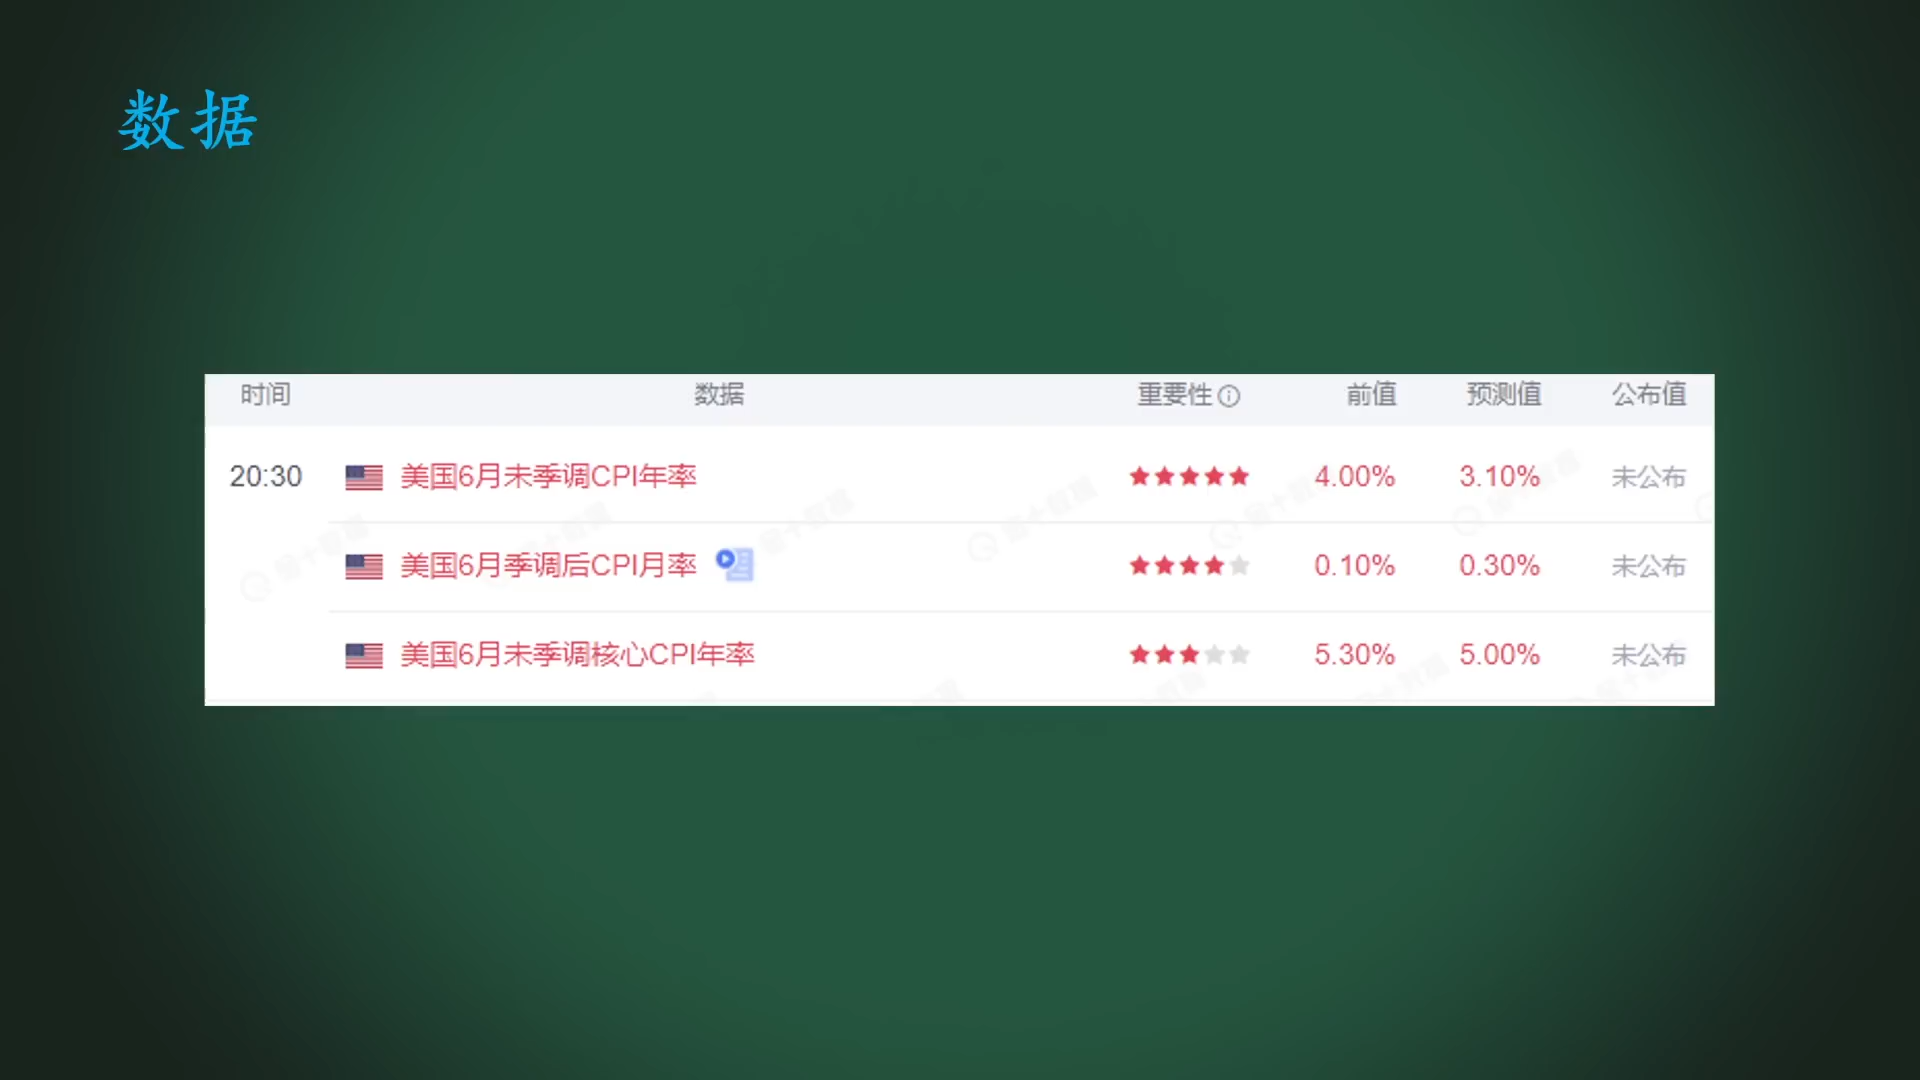 数据
时间 数据 重要性 前值 预测值 公布值
20:30 美国6月未季调CPI年率 4.00% 3.10% 未公布
美国6月季调后CPI月率 0.10% 0.30% 未公布
美国6月未季调核心CPI年率 5.30% 5.00% 未公布